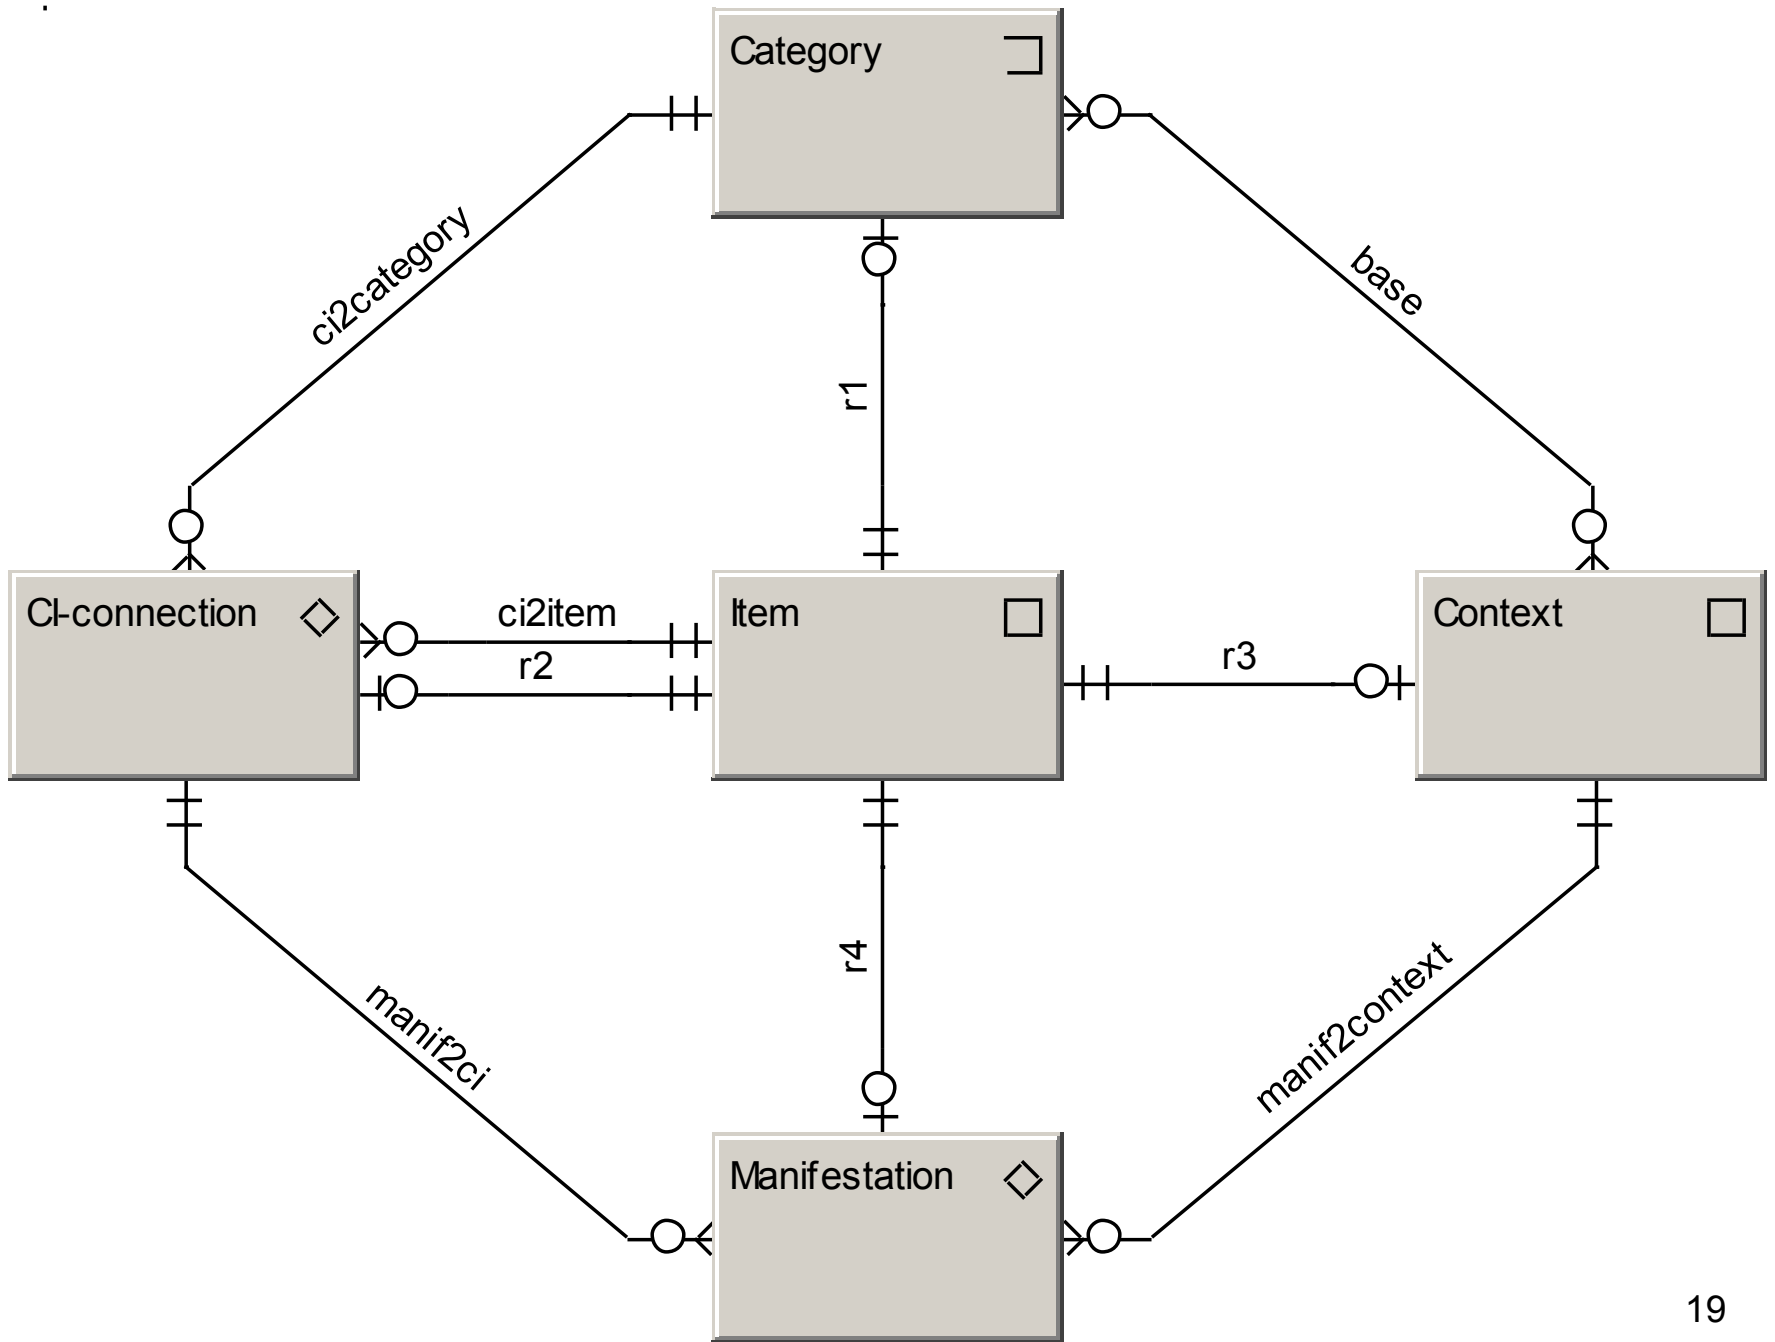 Category
ci2category
base
r1
CI-connection
ci2item
Item
Context
r2
r3
r4
manif2ci
manif2context
Manifestation
19